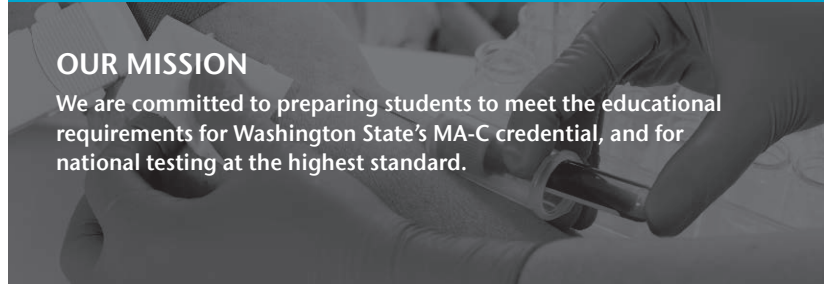 OUR MISSION
We are committed to preparing students to meet the educational
requirements for Washington State's MA-C credential, and for
national testing at the highest standard.